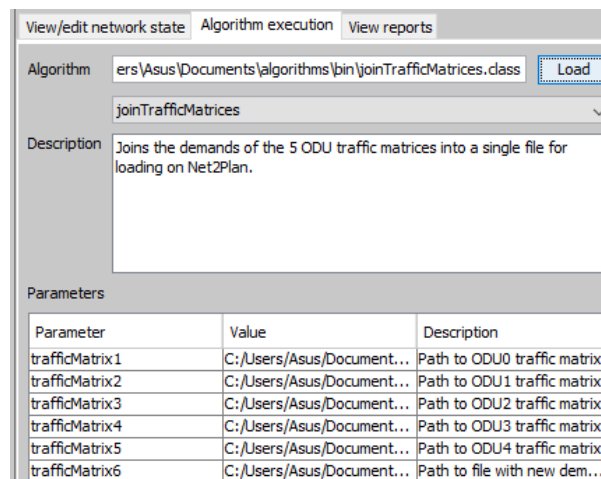 View/edit network state Algorithm execution View reports
Algorithm ers\Asus\Documents\algorithms\bin\joinTrafficMatrices.class Load
joinTrafficMatrices
Description Joins the demands of the 5 ODU traffic matrices into a single file for
loading on Net2Plan.
Parameters
Parameter Value Description
trafficMatrix1 C:/Users/Asus/Document... Path to ODU0 traffic matrix
trafficMatrix2 C:/Users/Asus/Document... Path to ODU1 traffic matrix
trafficMatrix3 C:/Users/Asus/Document... Path to ODU2 traffic matrix
trafficMatrix4 C:/Users/Asus/Document... Path to ODU3 traffic matrix
trafficMatrix5 C:/Users/Asus/Document... Path to ODU4 traffic matrix
trafficMatrix6 C:/Users/Asus/Document... Path to file with new dem...